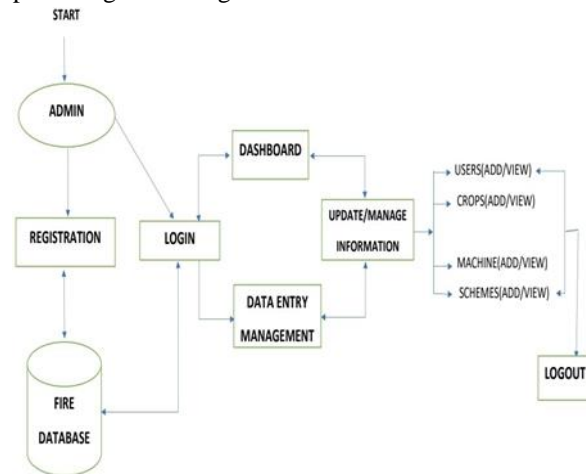 START
ADMIN
DASHBOARD
USERS(ADD/VIEW)
CROPS(ADD/VIEW)
UPDATE/MANAGE
INFORMATION
REGISTRATION
LOGIN
MACHINE(ADD/VIEW)
SCHEMES(ADD/VIEW)
DATA ENTRY
MANAGEMENT
LOGOUT
FIRE
DATABASE